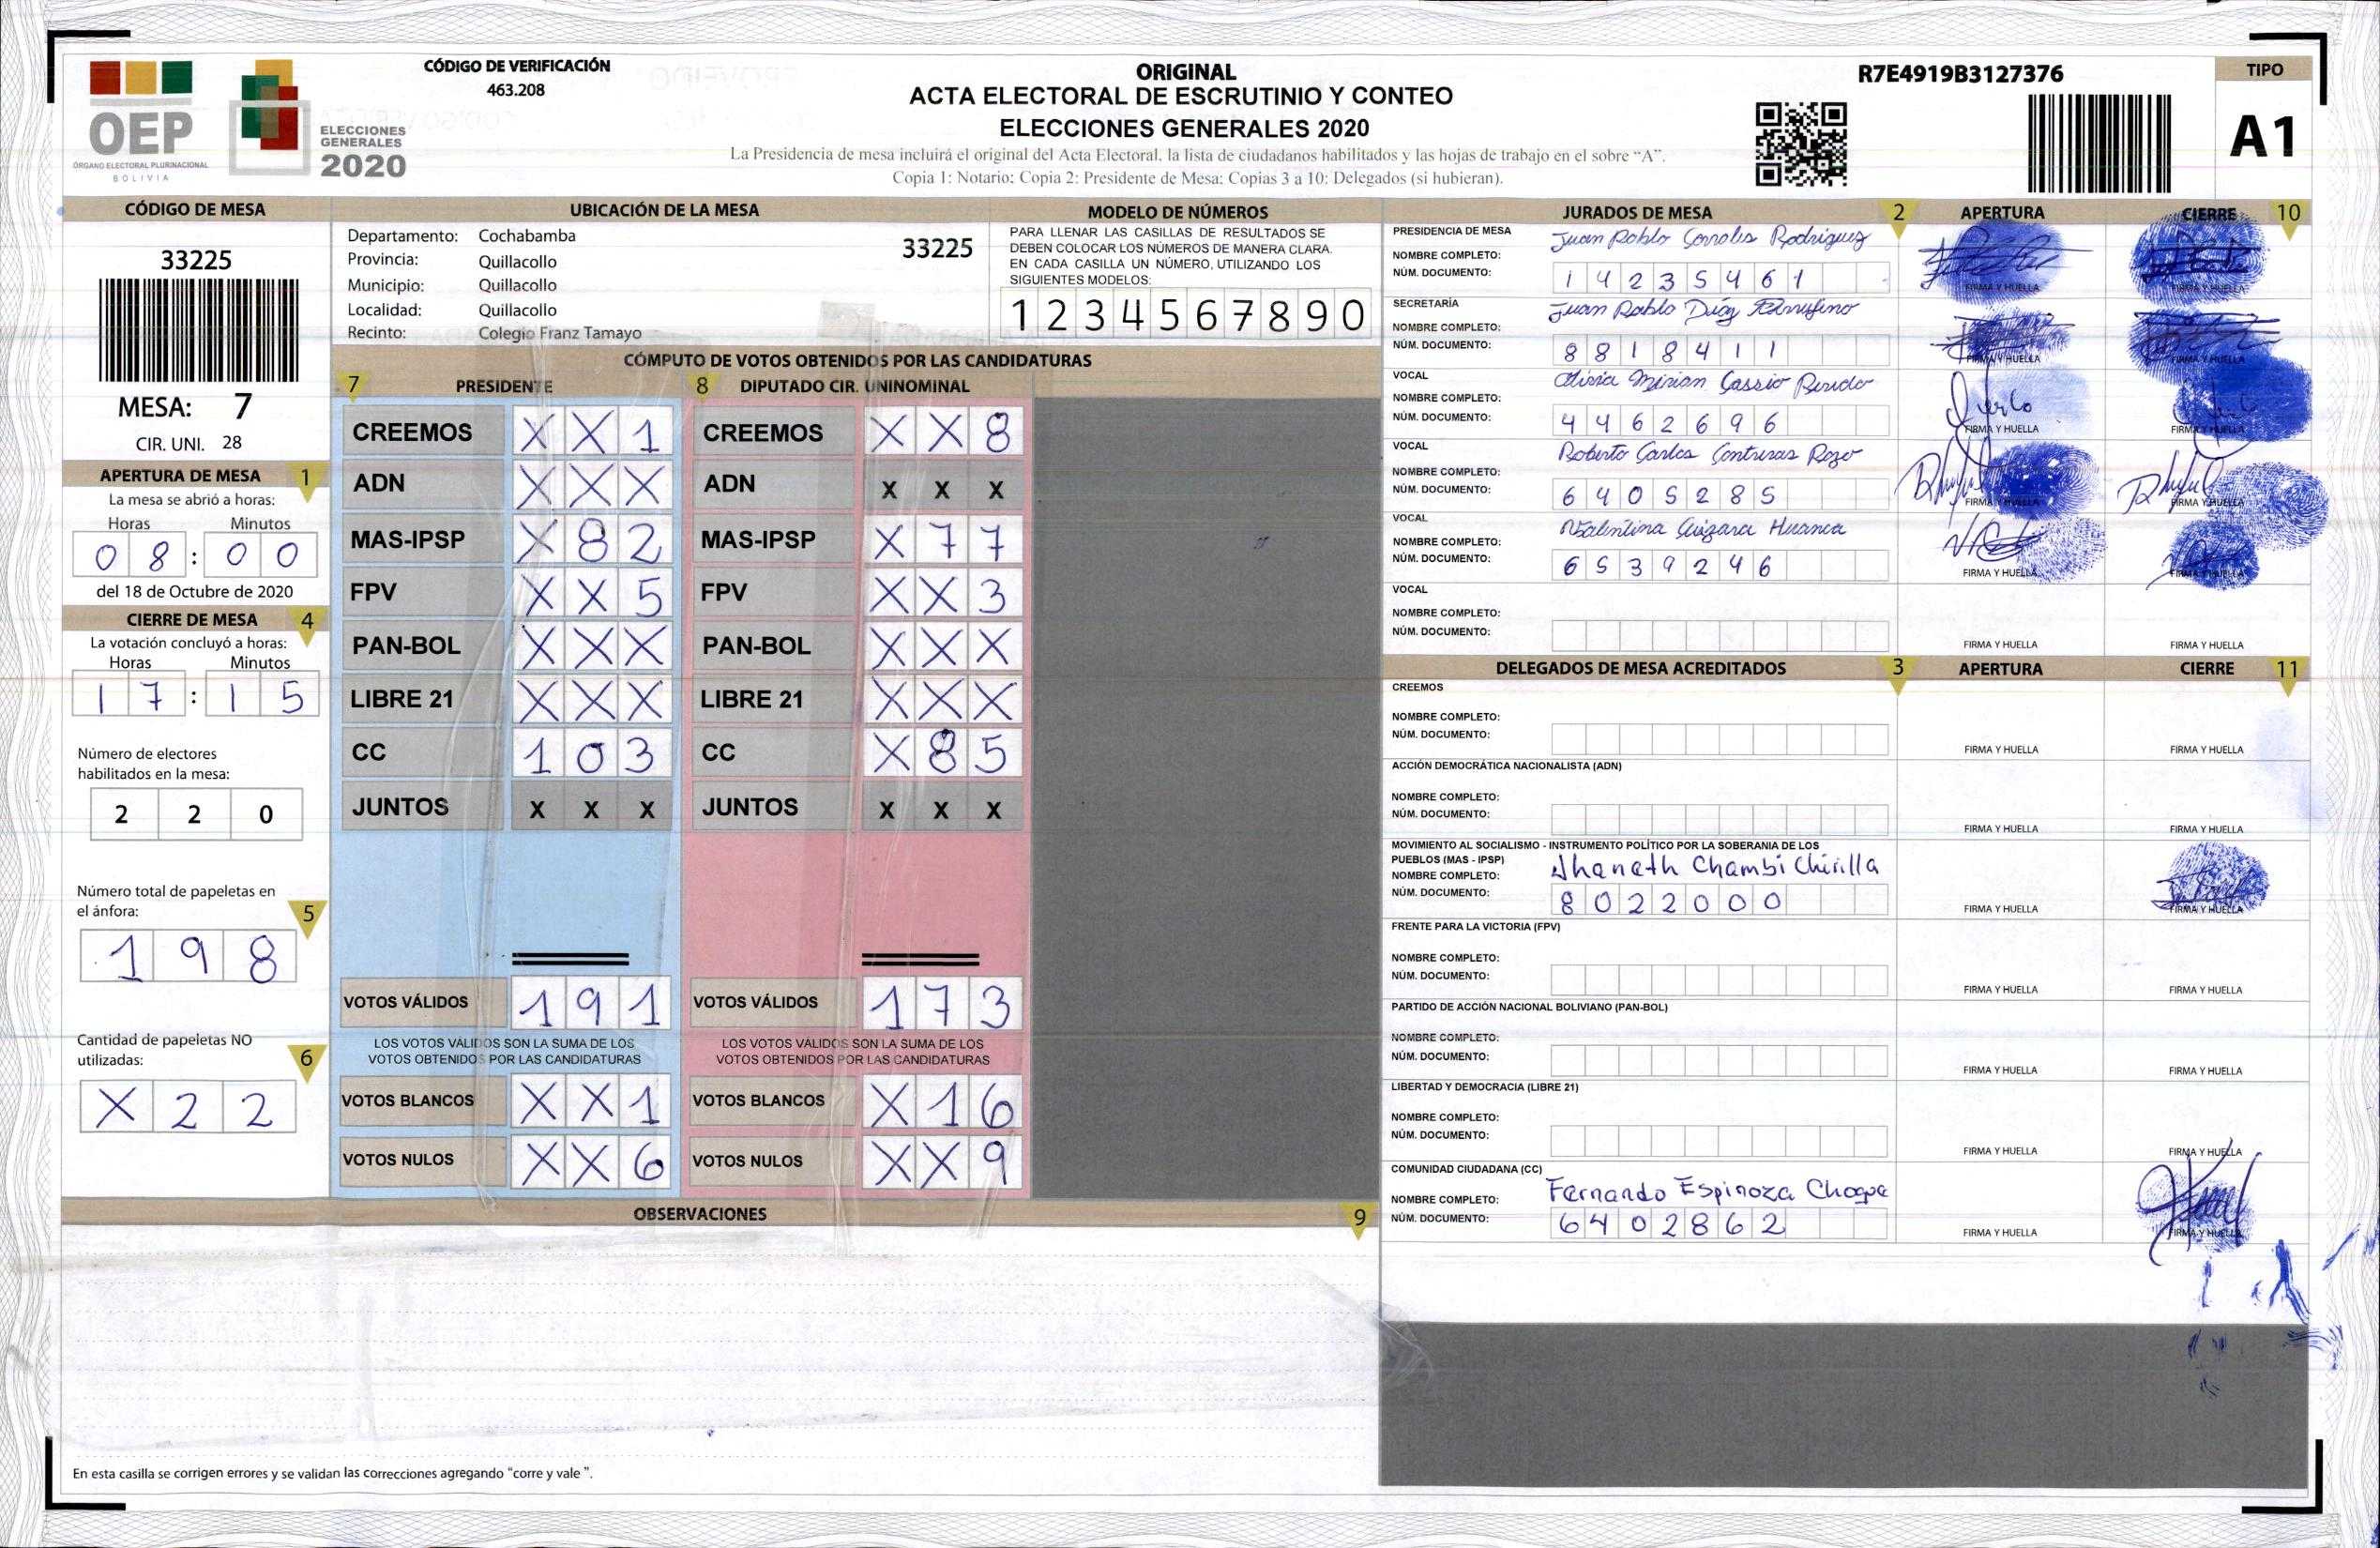 CÓDIGO DE VERIFICACIÓN
463.208
OEP
ÓRGANO ELECTORAL PLURINACIONAL
BOLIVIA
ELECCIONES
GENERALES
2020
ORIGINAL
ACTA ELECTORAL DE ESCRUTINIO Y CONTEO
ELECCIONES GENERALES 2020
La Presidencia de mesa incluirá el original del Acta Electoral, la lista de ciudadanos habilitados y las hojas de trabajo en el sobre “A”.
Copia 1: Notario; Copia 2: Presidente de Mesa; Copias 3 a 10: Delegados (si hubieran).
R7E4919B3127376
TIPO
A1
CÓDIGO DE MESA
33225
MESA: 7
CIR. UNI. 28
APERTURA DE MESA 1
La mesa se abrió a horas:
Horas Minutos
0 8 : 0 0
del 18 de Octubre de 2020
CIERRE DE MESA 4
La votación concluyó a horas:
Horas Minutos
1 7 : 1 5
Número de electores
habilitados en la mesa:
2 2 0
Número total de papeletas en
el ánfora: 5
1 9 8
Cantidad de papeletas NO
utilizadas: 6
X 2 2
UBICACIÓN DE LA MESA
Departamento: Cochabamba 33225
Provincia: Quillacollo
Municipio: Quillacollo
Localidad: Quillacollo
Recinto: Colegio Franz Tamayo
MODELO DE NÚMEROS
PARA LLENAR LAS CASILLAS DE RESULTADOS SE
DEBEN COLOCAR LOS NÚMEROS DE MANERA CLARA.
EN CADA CASILLA UN NÚMERO, UTILIZANDO LOS
SIGUIENTES MODELOS:
1 2 3 4 5 6 7 8 9 0
CÓMPUTO DE VOTOS OBTENIDOS POR LAS CANDIDATURAS
7 PRESIDENTE 8 DIPUTADO CIR. UNINOMINAL
CREEMOS X X 1 CREEMOS X X 8
ADN X X X ADN X X X
MAS-IPSP X 8 2 MAS-IPSP X 7 7
FPV X X 5 FPV X X 3
PAN-BOL X X X PAN-BOL X X X
LIBRE 21 X X X LIBRE 21 X X X
CC 1 0 3 CC X 8 5
JUNTOS X X X JUNTOS X X X
VOTOS VÁLIDOS 1 9 1 VOTOS VÁLIDOS 1 7 3
LOS VOTOS VÁLIDOS SON LA SUMA DE LOS LOS VOTOS VÁLIDOS SON LA SUMA DE LOS
VOTOS OBTENIDOS POR LAS CANDIDATURAS VOTOS OBTENIDOS POR LAS CANDIDATURAS
VOTOS BLANCOS X X 1 VOTOS BLANCOS X 1 6
VOTOS NULOS X X 6 VOTOS NULOS X X 9
OBSERVACIONES 9
En esta casilla se corrigen errores y se validan las correcciones agregando “corre y vale ”.
JURADOS DE MESA 2 APERTURA CIERRE 10
PRESIDENCIA DE MESA Juan Pablo Rodriguez
NOMBRE COMPLETO:
NÚM. DOCUMENTO: 1 4 2 3 5 4 6 1
FIRMA Y HUELLA FIRMA Y HUELLA
SECRETARÍA Juan Pablo Díaz
NOMBRE COMPLETO:
NÚM. DOCUMENTO: 8 8 1 8 4 1 1
FIRMA Y HUELLA FIRMA Y HUELLA
VOCAL Mirian
NOMBRE COMPLETO:
NÚM. DOCUMENTO: 4 4 6 2 6 9 6
FIRMA Y HUELLA FIRMA Y HUELLA
VOCAL Roberto Carlos Contreras Rozo
NOMBRE COMPLETO:
NÚM. DOCUMENTO: 6 4 0 5 2 8 5
FIRMA Y HUELLA FIRMA Y HUELLA
VOCAL Huanca
NOMBRE COMPLETO:
NÚM. DOCUMENTO: 6 5 3 9 2 4 6
FIRMA Y HUELLA FIRMA Y HUELLA
VOCAL
NOMBRE COMPLETO:
NÚM. DOCUMENTO:
FIRMA Y HUELLA FIRMA Y HUELLA
DELEGADOS DE MESA ACREDITADOS 3 APERTURA CIERRE 11
CREEMOS
NOMBRE COMPLETO:
NÚM. DOCUMENTO:
FIRMA Y HUELLA FIRMA Y HUELLA
ACCIÓN DEMOCRÁTICA NACIONALISTA (ADN)
NOMBRE COMPLETO:
NÚM. DOCUMENTO:
FIRMA Y HUELLA FIRMA Y HUELLA
MOVIMIENTO AL SOCIALISMO - INSTRUMENTO POLÍTICO POR LA SOBERANIA DE LOS
PUEBLOS (MAS - IPSP) Jhaneth Chambi Chirilla
NOMBRE COMPLETO:
NÚM. DOCUMENTO: 8 0 2 2 0 0 0
FIRMA Y HUELLA FIRMA Y HUELLA
FRENTE PARA LA VICTORIA (FPV)
NOMBRE COMPLETO:
NÚM. DOCUMENTO:
FIRMA Y HUELLA FIRMA Y HUELLA
PARTIDO DE ACCIÓN NACIONAL BOLIVIANO (PAN-BOL)
NOMBRE COMPLETO:
NÚM. DOCUMENTO:
FIRMA Y HUELLA FIRMA Y HUELLA
LIBERTAD Y DEMOCRACIA (LIBRE 21)
NOMBRE COMPLETO:
NÚM. DOCUMENTO:
FIRMA Y HUELLA FIRMA Y HUELLA
COMUNIDAD CIUDADANA (CC)
NOMBRE COMPLETO: Fernando Espinoza Choque
NÚM. DOCUMENTO: 6 4 0 2 8 6 2
FIRMA Y HUELLA FIRMA Y HUELLA